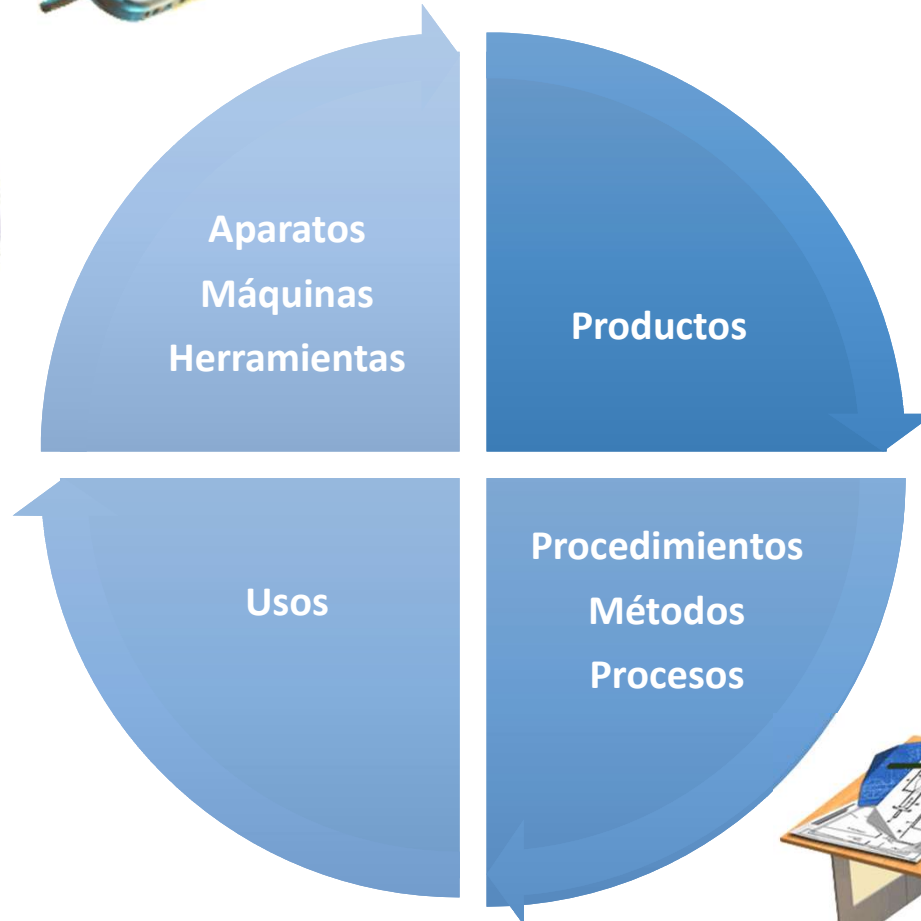 Aparatos
Máquinas
Herramientas
Productos
Usos
Procedimientos
Métodos
Procesos